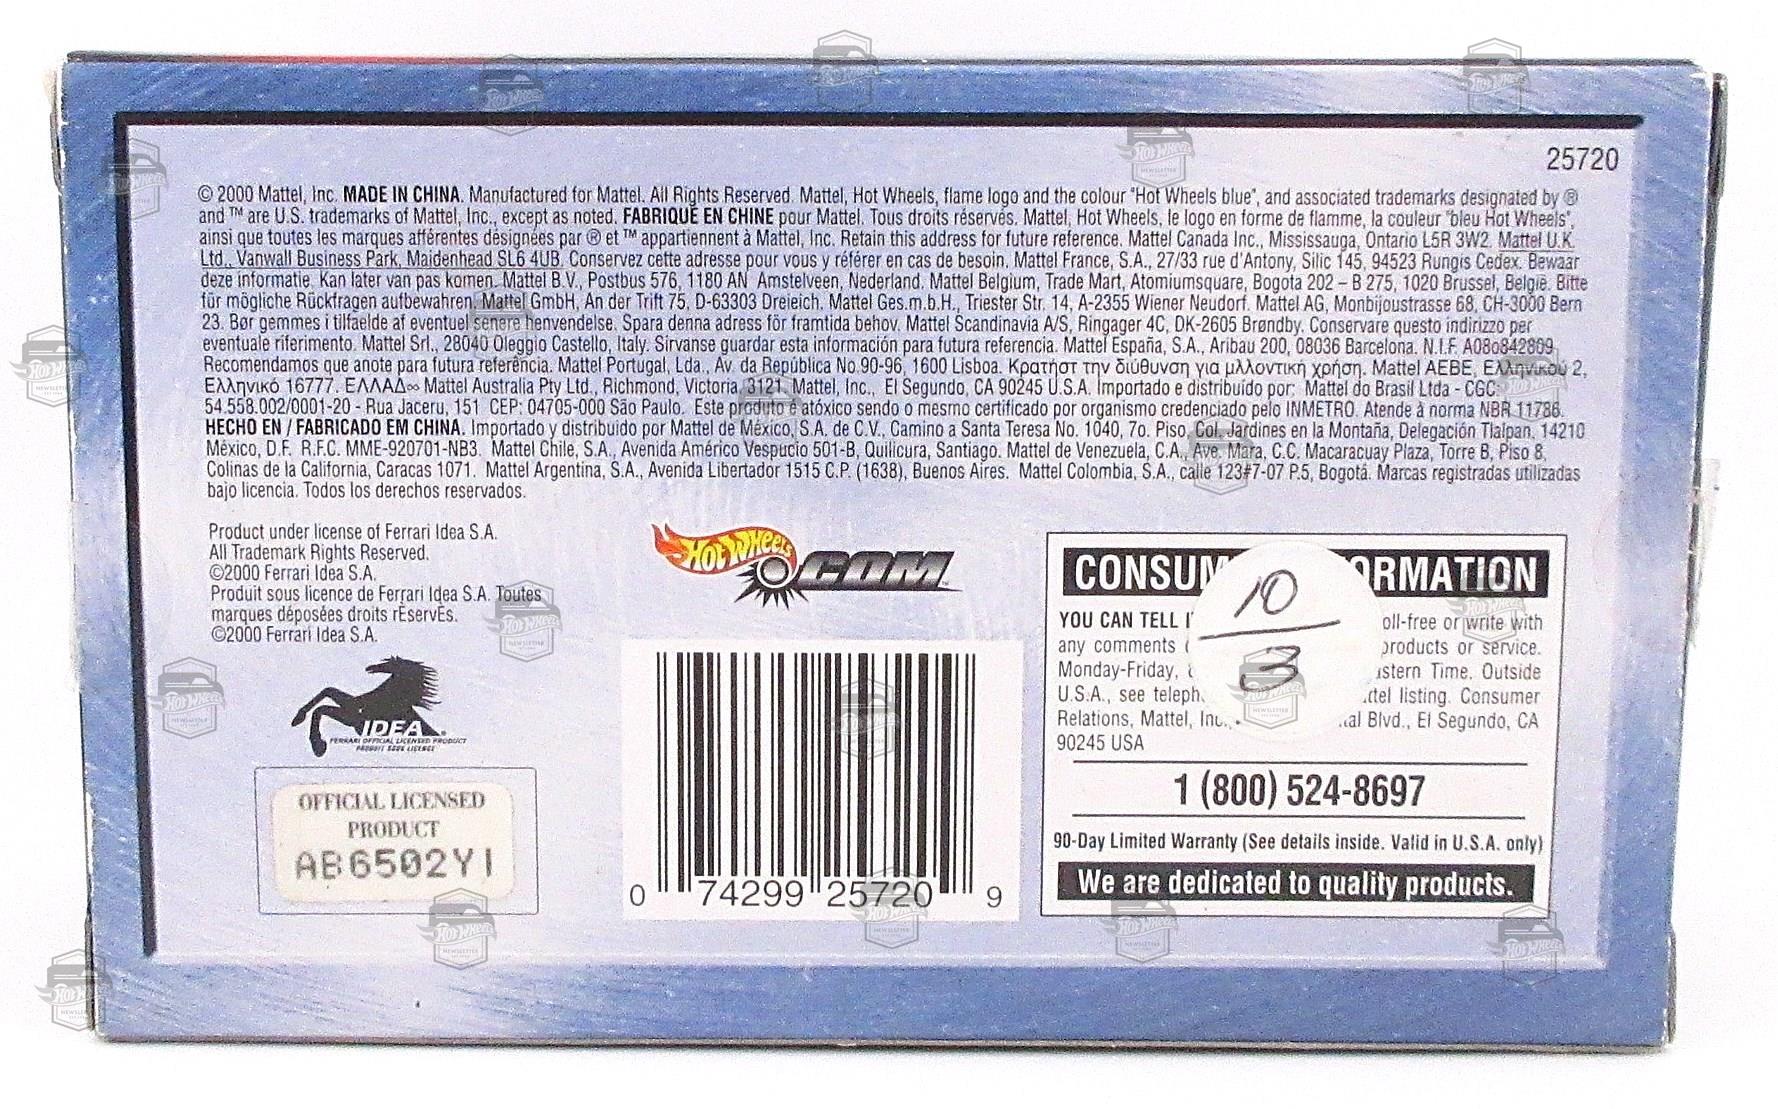 25720
© 2000 Mattel, Inc. MADE IN CHINA. Manufactured for Mattel. All Rights Reserved. Mattel, Hot Wheels, flame logo and the colour "Hot Wheels blue", and associated trademarks designated by ®
and ™ are U.S. trademarks of Mattel, Inc., except as noted. FABRIQUÉ EN CHINE pour Mattel. Tous droits réservés. Mattel, Hot Wheels, le logo en forme de flamme, la couleur "bleu Hot Wheels",
ainsi que toutes les marques afférentes désignées par ® et ™ appartiennent à Mattel, Inc. Retain this address for future reference. Mattel Canada Inc., Mississauga, Ontario L5R 3W2. Mattel U.K.
Ltd., Vanwall Business Park, Maidenhead SL6 4UB. Conservez cette adresse pour vous y référer en cas de besoin. Mattel France, S.A., 27/33 rue d'Antony, Silic 145, 94523 Rungis Cedex. Bewaar
deze informatie. Kan later van pas komen. Mattel B.V., Postbus 576, 1180 AN Amstelveen, Nederland. Mattel Belgium, Trade Mart, Atomiumsquare, Bogota 202 – B 275, 1020 Brussel, Belgie. Bitte
für mögliche Rückfragen aufbewahren. Mattel GmbH, An der Trift 75, D-63303 Dreieich. Mattel Ges.m.b.H., Triester Str. 14, A-2355 Wiener Neudorf. Mattel AG, Monbijoustrasse 68, CH-3000 Bern
23. Bør gemmes i tilfaelde af eventuel senere henvendelse. Spara denna adress för framtida behov. Mattel Scandinavia A/S, Ringager 4C, DK-2605 Brøndby. Conservare questo indirizzo per
eventuale riferimento. Mattel Srl., 28040 Oleggio Castello, Italy. Sirvanse guardar esta información para futura referencia. Mattel España, S.A., Aribau 200, 08036 Barcelona. N.I.F. A08o842809
Recomendamos que anote para futura referência. Mattel Portugal, Lda., Av. da República No.90-96, 1600 Lisboa. Κρατήστ την διύθυνση για μλλοντική χρήση. Mattel AEBE, Ελληνικου 2,
Ελληνικό 16777. ΕΛΛΑΔ∞ Mattel Australia Pty Ltd., Richmond, Victoria, 3121. Mattel, Inc., El Segundo, CA 90245 U.S.A. Importado e distribuido por: Mattel do Brasil Ltda - CGC:
54.558.002/0001-20 - Rua Jaceru, 151 CEP: 04705-000 São Paulo. Este produto é atóxico sendo o mesmo certificado por organismo credenciado pelo INMETRO. Atende à norma NBR 11786.
HECHO EN / FABRICADO EM CHINA. Importado y distribuido por Mattel de México, S.A. de C.V., Camino a Santa Teresa No. 1040, 7o. Piso, Col. Jardines en la Montaña, Delegación Tlalpan, 14210
México, D.F. R.F.C. MME-920701-NB3. Mattel Chile, S.A., Avenida Américo Vespucio 501-B, Quilicura, Santiago. Mattel de Venezuela, C.A., Ave. Mara, C.C. Macaracuay Plaza, Torre B, Piso 8,
Colinas de la California, Caracas 1071. Mattel Argentina, S.A., Avenida Libertador 1515 C.P. (1638), Buenos Aires. Mattel Colombia, S.A., calle 123#7-07 P.5, Bogotá. Marcas registradas utilizadas
bajo licencia. Todos los derechos reservados.
Product under license of Ferrari Idea S.A.
All Trademark Rights Reserved.
©2000 Ferrari Idea S.A.
Produit sous licence de Ferrari Idea S.A. Toutes
marques déposées droits rÉservÉs.
©2000 Ferrari Idea S.A.
IDEA
FERRARI OFFICIAL LICENSED PRODUCT
PRODUIT SOUS LICENCE
OFFICIAL LICENSED
PRODUCT
AB6502Y1
Hot Wheels .COM
0 74299 25720 9
CONSUM ORMATION
10
3
YOU CAN TELL oll-free or write with
any comments products or service.
Monday-Friday, stern Time. Outside
U.S.A., see teleph ttel listing. Consumer
Relations, Mattel, Inc. al Blvd., El Segundo, CA
90245 USA
1 (800) 524-8697
90-Day Limited Warranty (See details inside. Valid in U.S.A. only)
We are dedicated to quality products.